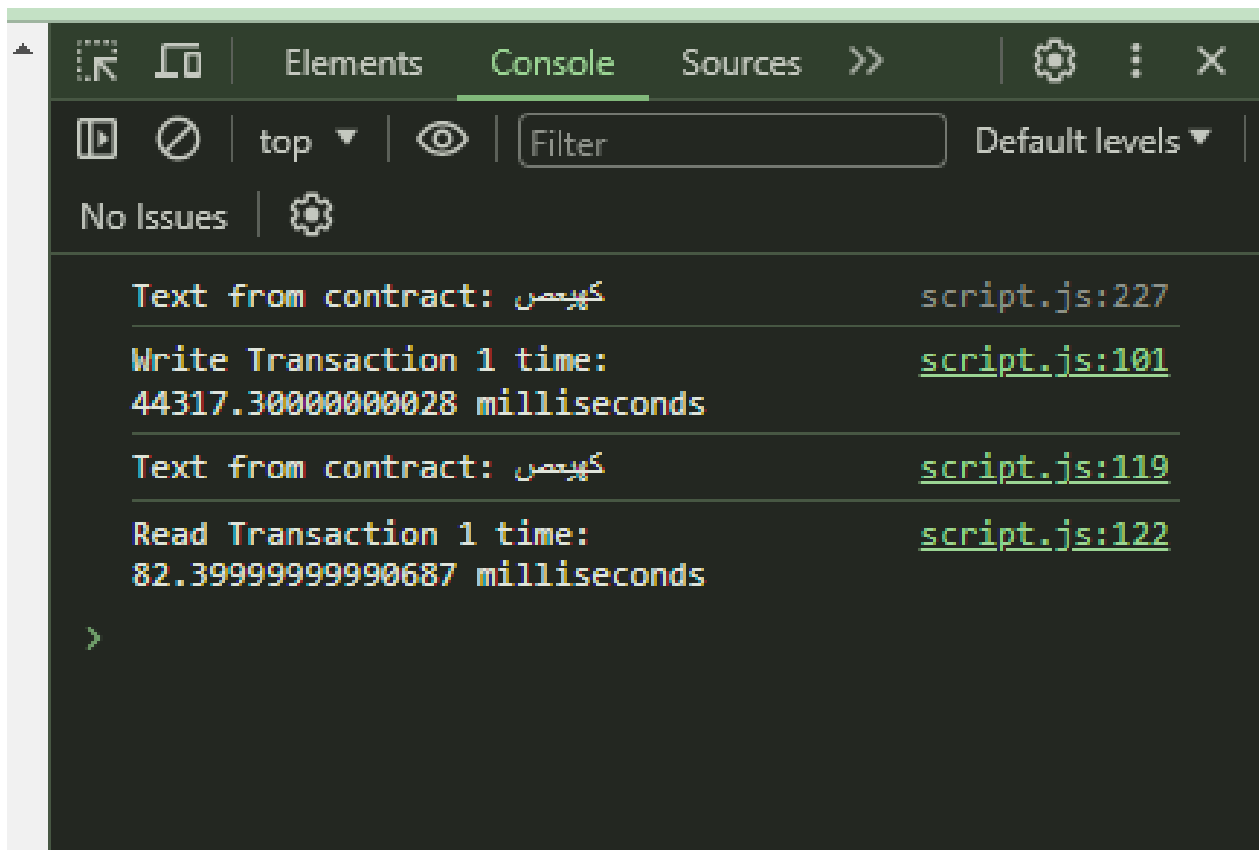 Elements Console Sources
top Filter Default levels
No Issues
Text from contract: كهيعص script.js:227
Write Transaction 1 time: script.js:101
44317.30000000028 milliseconds
Text from contract: كهيعص script.js:119
Read Transaction 1 time: script.js:122
82.39999999990687 milliseconds